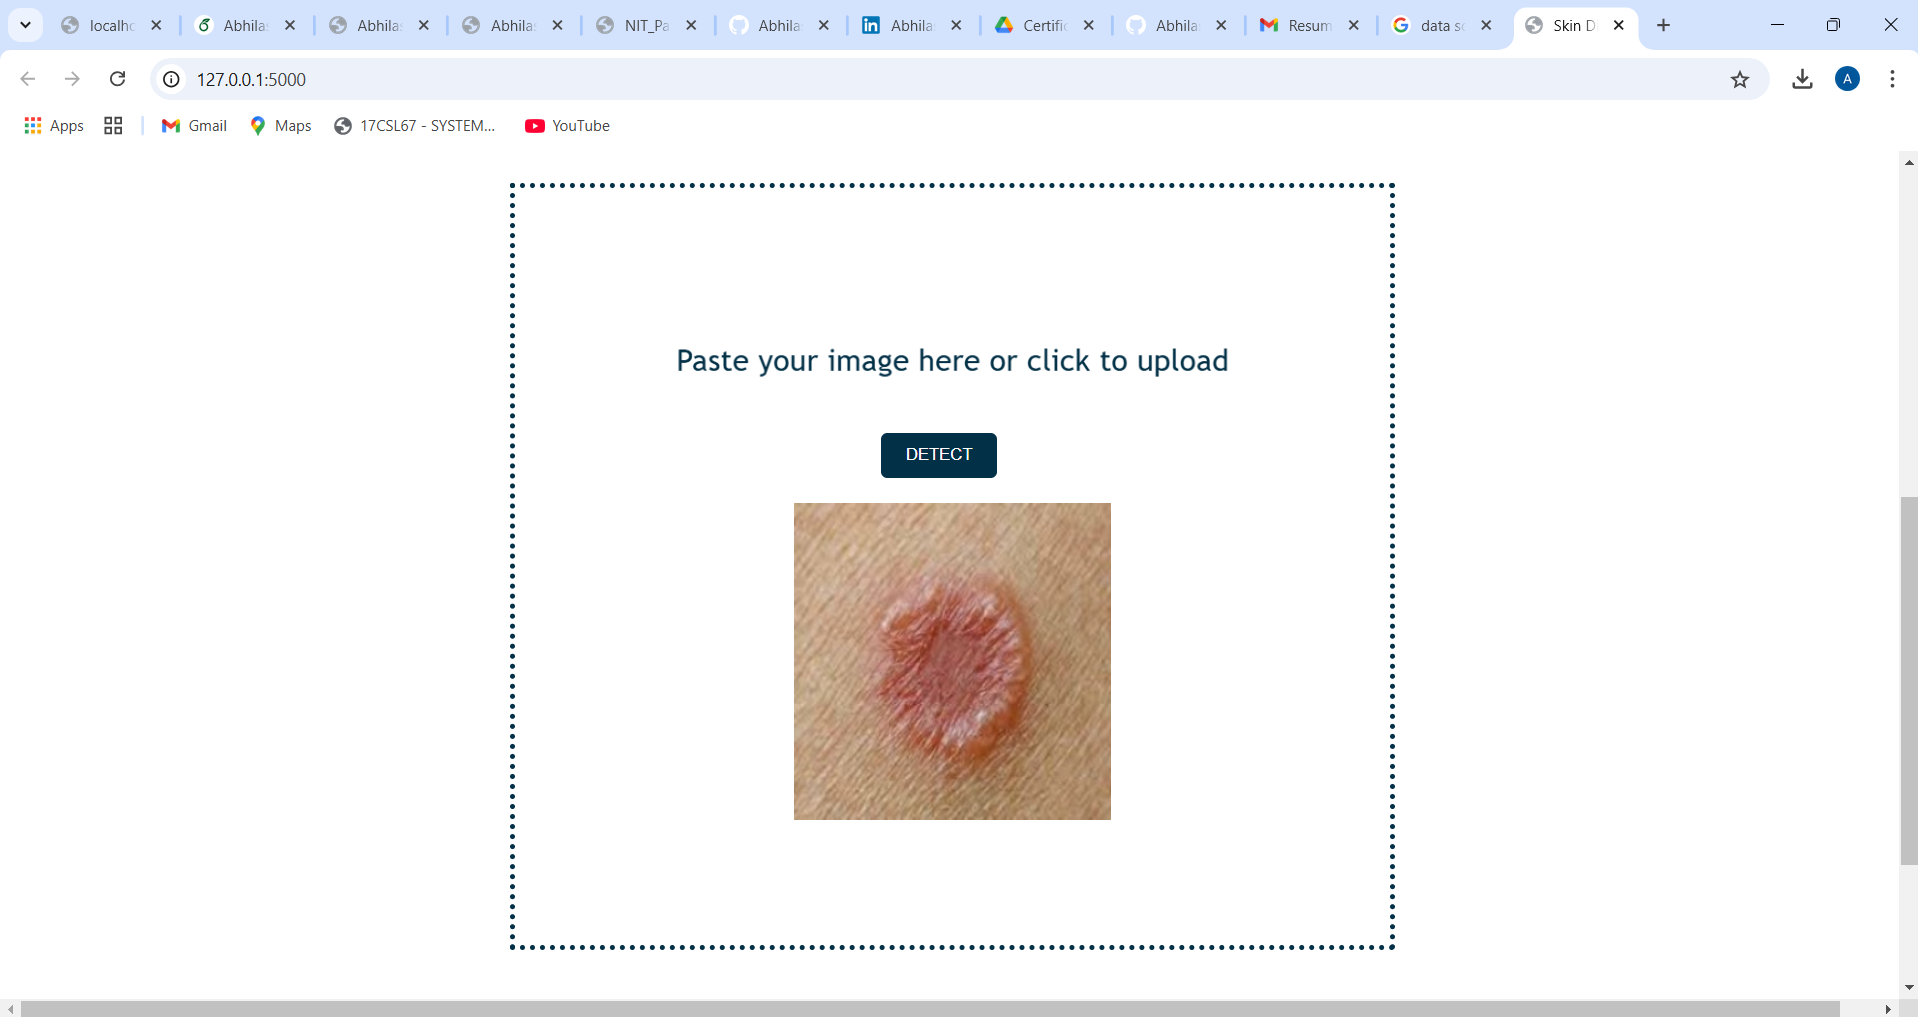 localhc Abhila Abhila Abhila NIT_Pa Abhila Abhila Certific Abhila Resum data sc Skin D
127.0.0.1:5000 A
Apps Gmail Maps 17CSL67 - SYSTEM... YouTube
Paste your image here or click to upload
DETECT